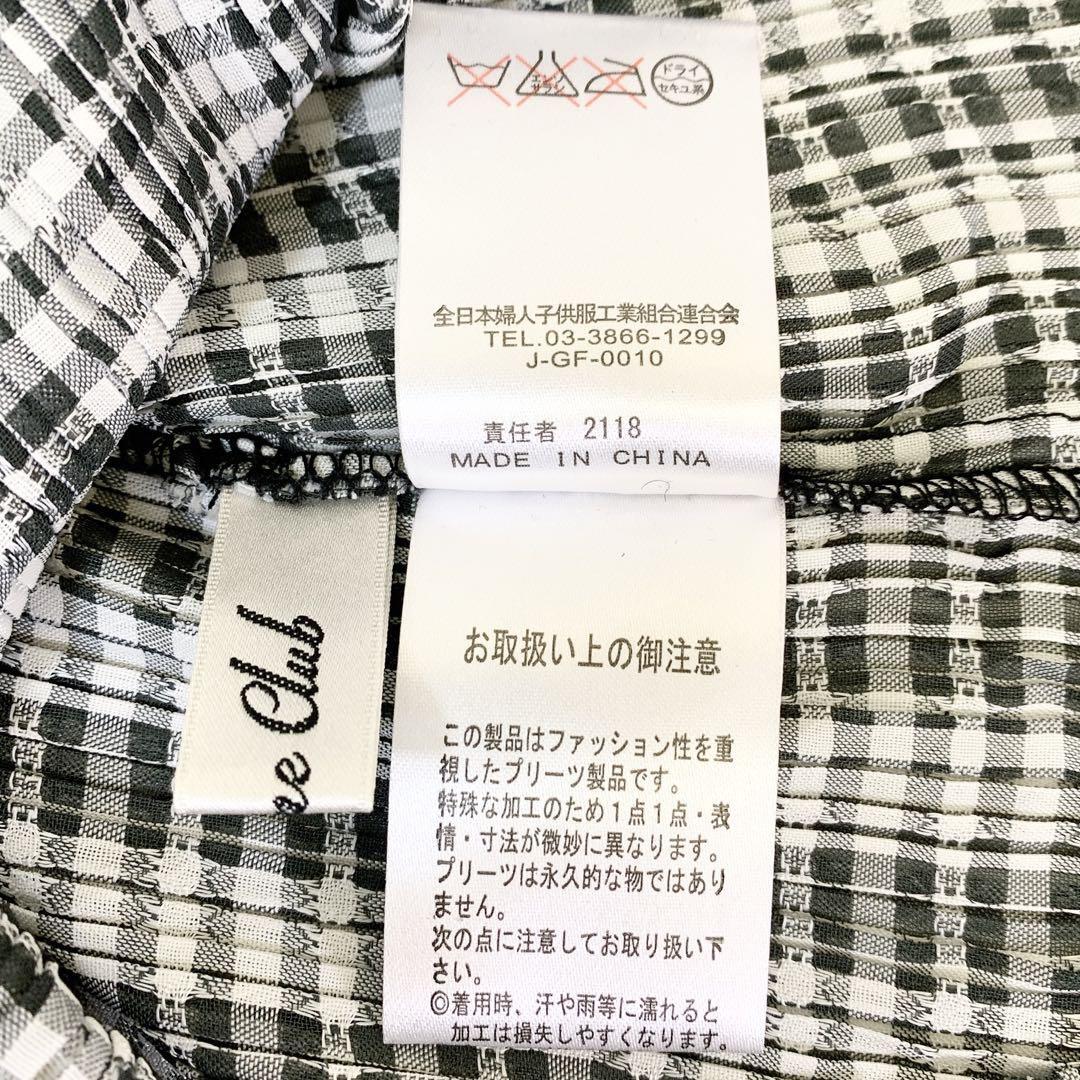 エンソ
サラシ
ドライ
セキユ系
全日本婦人子供服工業組合連合会
TEL.03-3866-1299
J-GF-0010
責任者 2118
MADE IN CHINA
Club
お取扱い上の御注意
この製品はファッション性を重
視したプリーツ製品です。
特殊な加工のため1点1点・表
情・寸法が微妙に異なります。
プリーツは永久的な物ではあり
ません。
次の点に注意してお取り扱い下
さい。
◎着用時、汗や雨等に濡れると
加工は損失しやすくなります。